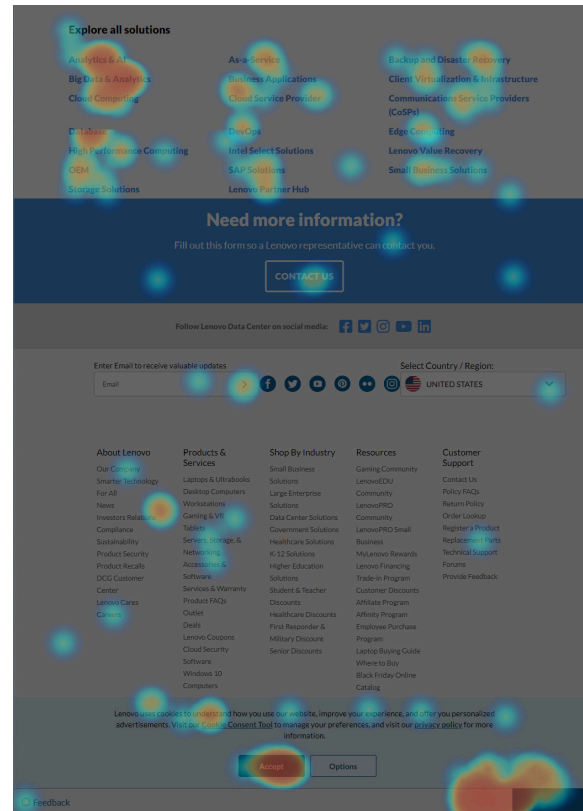 Explore all solutions
Analytics & AI
As-a-Service
Backup and Disaster Recovery
Big Data & Analytics
Business Applications
Client Virtualization & Infrastructure
Cloud Computing
Cloud Service Provider
Communications Service Providers
(CoSPs)
Database
DevOps
Edge Computing
High Performance Computing
Intel Select Solutions
Lenovo Value Recovery
OEM
SAP Solutions
Small Business Solutions
Storage Solutions
Lenovo Partner Hub
Need more information?
Fill out this form so a Lenovo representative can contact you.
CONTACT US
Follow Lenovo Data Center on social media:
Enter Email to receive valuable updates
Select Country / Region:
Email
UNITED STATES
About Lenovo
Our Company
Smarter Technology
For All
News
Investors Relations
Compliance
Sustainability
Product Security
Product Recalls
DCG Customer
Center
Lenovo Cares
Careers
Products &
Services
Laptops & Ultrabooks
Desktop Computers
Workstations
Gaming & VR
Tablets
Servers, Storage, &
Networking
Accessories &
Software
Services & Warranty
Product FAQs
Outlet
Deals
Lenovo Coupons
Cloud Security
Software
Windows 10
Computers
Shop By Industry
Small Business
Solutions
Large Enterprise
Solutions
Data Center Solutions
Government Solutions
Healthcare Solutions
K-12 Solutions
Higher Education
Solutions
Student & Teacher
Discounts
Healthcare Discounts
First Responder &
Military Discount
Senior Discounts
Resources
Gaming Community
LenovoEDU
Community
LenovoPRO
Community
LenovoPRO Small
Business
MyLenovo Rewards
Lenovo Financing
Trade-in Program
Customer Discounts
Affiliate Program
Affinity Program
Employee Purchase
Program
Laptop Buying Guide
Where to Buy
Black Friday Online
Catalog
Customer
Support
Contact Us
Policy FAQs
Return Policy
Order Lookup
Register a Product
Replacement Parts
Technical Support
Forums
Provide Feedback
Lenovo uses cookies to understand how you use our website, improve your experience, and offer you personalized
advertisements. Visit our Cookie Consent Tool to manage your preferences, and visit our privacy policy for more
information.
Accept
Options
Feedback